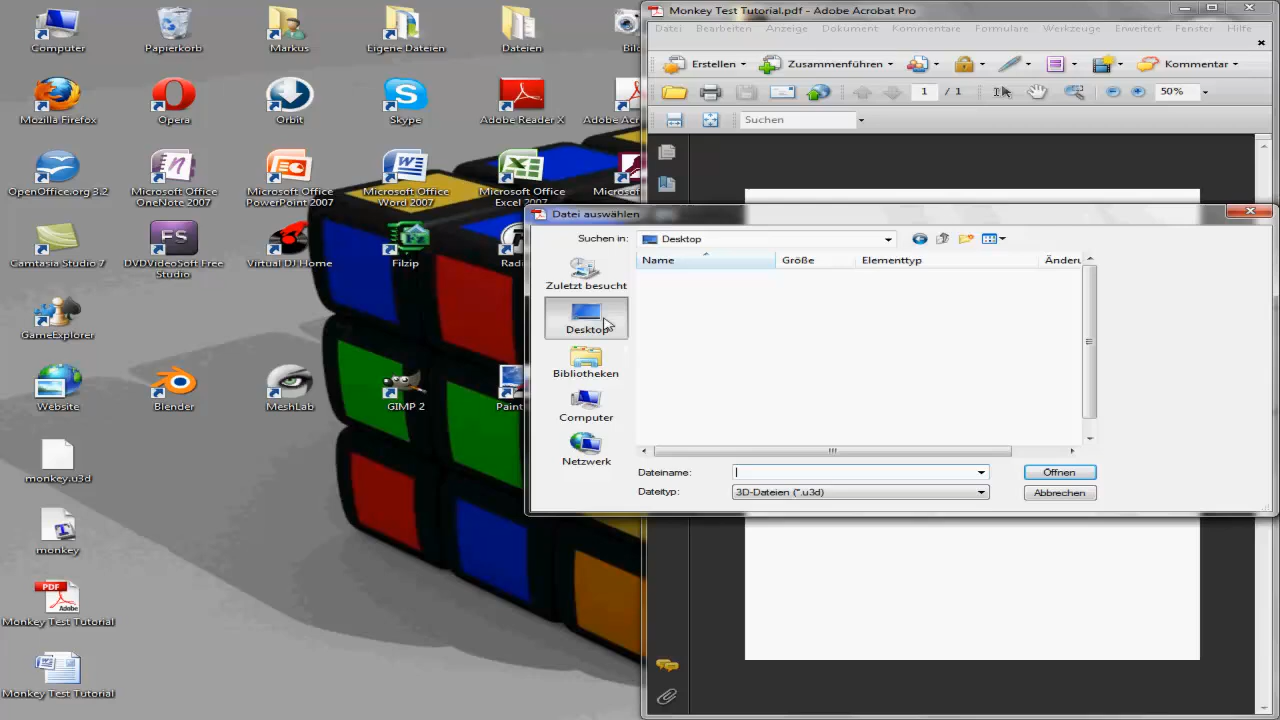 Computer
Papierkorb
Markus
Eigene Dateien
Dateien
Mozilla Firefox
Opera
Orbit
Skype
Adobe Reader X
OpenOffice.org 3.2
Microsoft Office
OneNote 2007
Microsoft Office
PowerPoint 2007
Microsoft Office
Word 2007
Microsoft Office
Excel 2007
Camtasia Studio 7
FS
DVDVideoSoft Free
Studio
Virtual DJ Home
Filzip
GameExplorer
Website
Blender
MeshLab
GIMP 2
Paint
monkey.u3d
monkey
PDF
Adobe
Monkey Test Tutorial
Monkey Test Tutorial
Monkey Test Tutorial.pdf - Adobe Acrobat Pro
Datei Bearbeiten Anzeige Dokument Kommentare Formulare Werkzeuge Erweitert Fenster Hilfe
Erstellen Zusammenführen Kommentar
1 / 1 50%
Suchen
Datei auswählen
Suchen in: Desktop
Name Größe Elementtyp Änderu
Zuletzt besucht
Desktop
Bibliotheken
Computer
Netzwerk
Dateiname: Öffnen
Dateityp: 3D-Dateien (*.u3d) Abbrechen